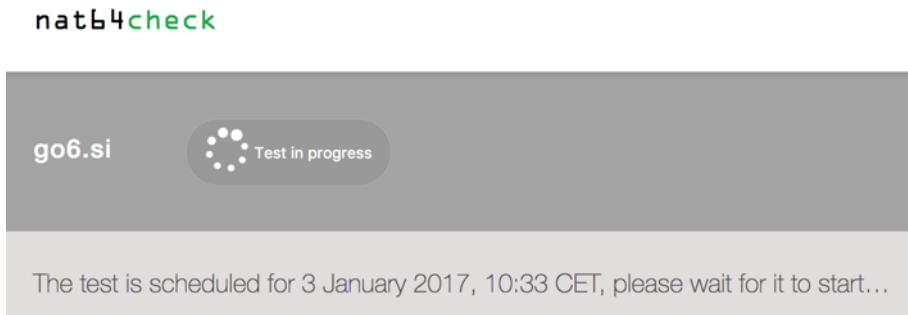 nat64check
go6.si
Test in progress
The test is scheduled for 3 January 2017, 10:33 CET, please wait for it to start...